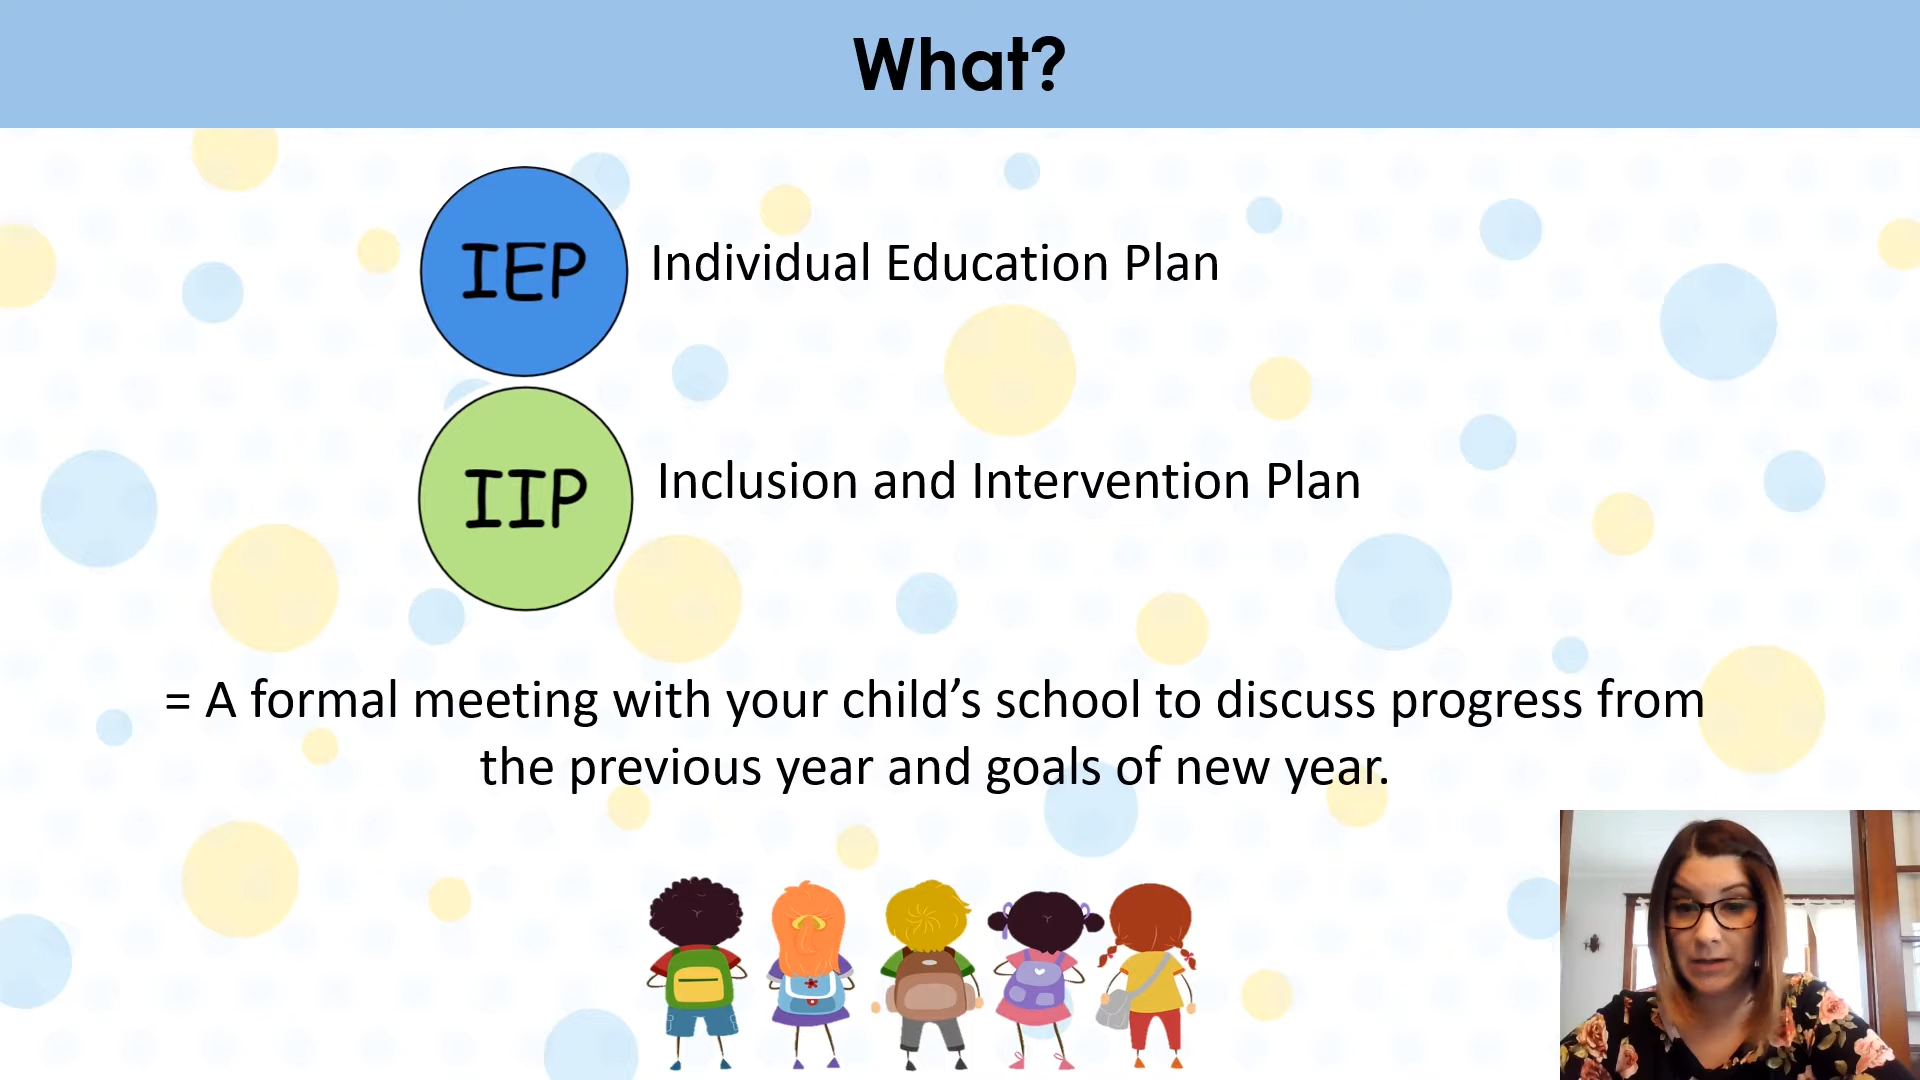 What?
IEP Individual Education Plan
IIP Inclusion and Intervention Plan
= A formal meeting with your child’s school to discuss progress from
the previous year and goals of new year.